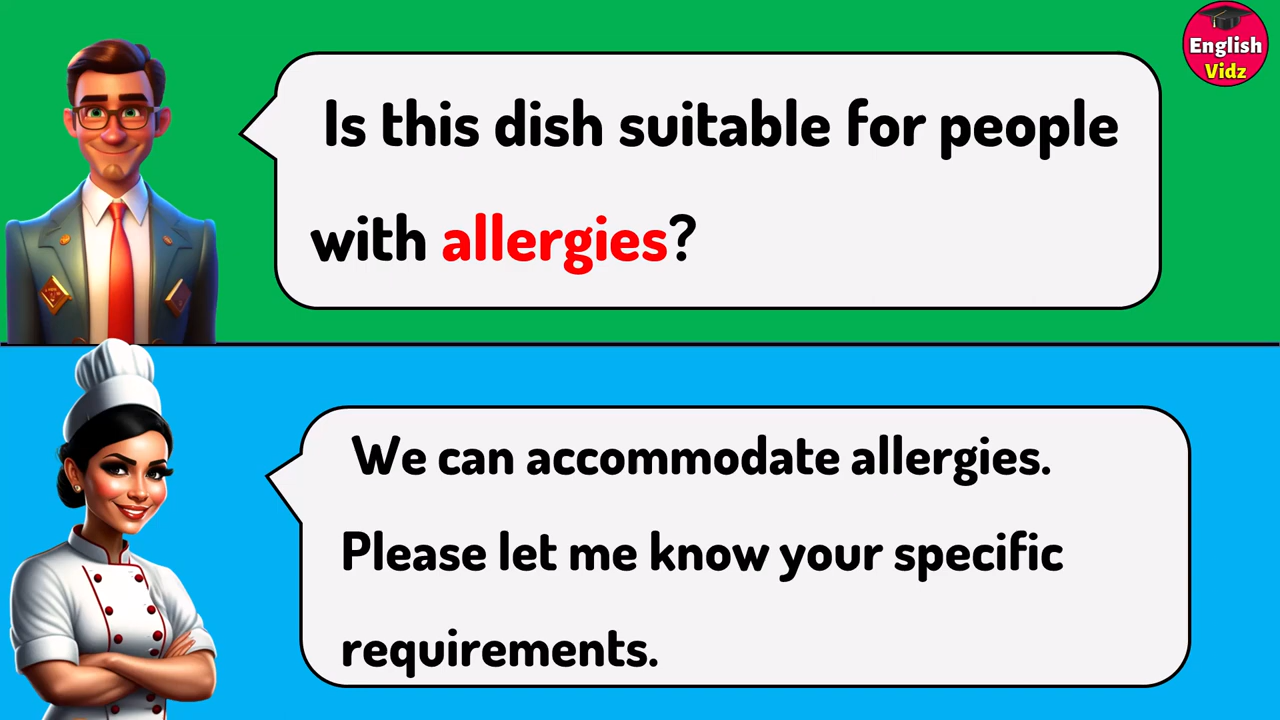 English
Vidz
Is this dish suitable for people
with allergies?
We can accommodate allergies.
Please let me know your specific
requirements.